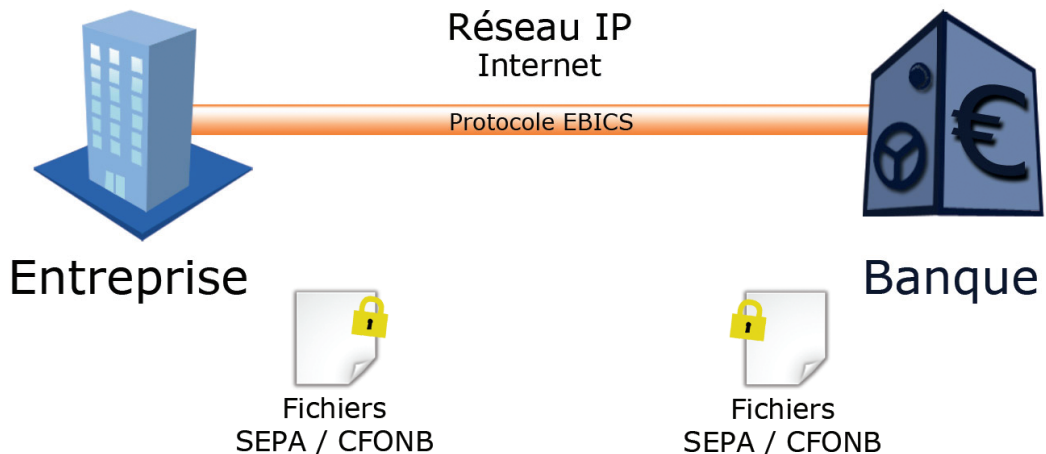 Réseau IP
Internet
Protocole EBICS
€
Entreprise
Banque
Fichiers
SEPA / CFONB
Fichiers
SEPA / CFONB